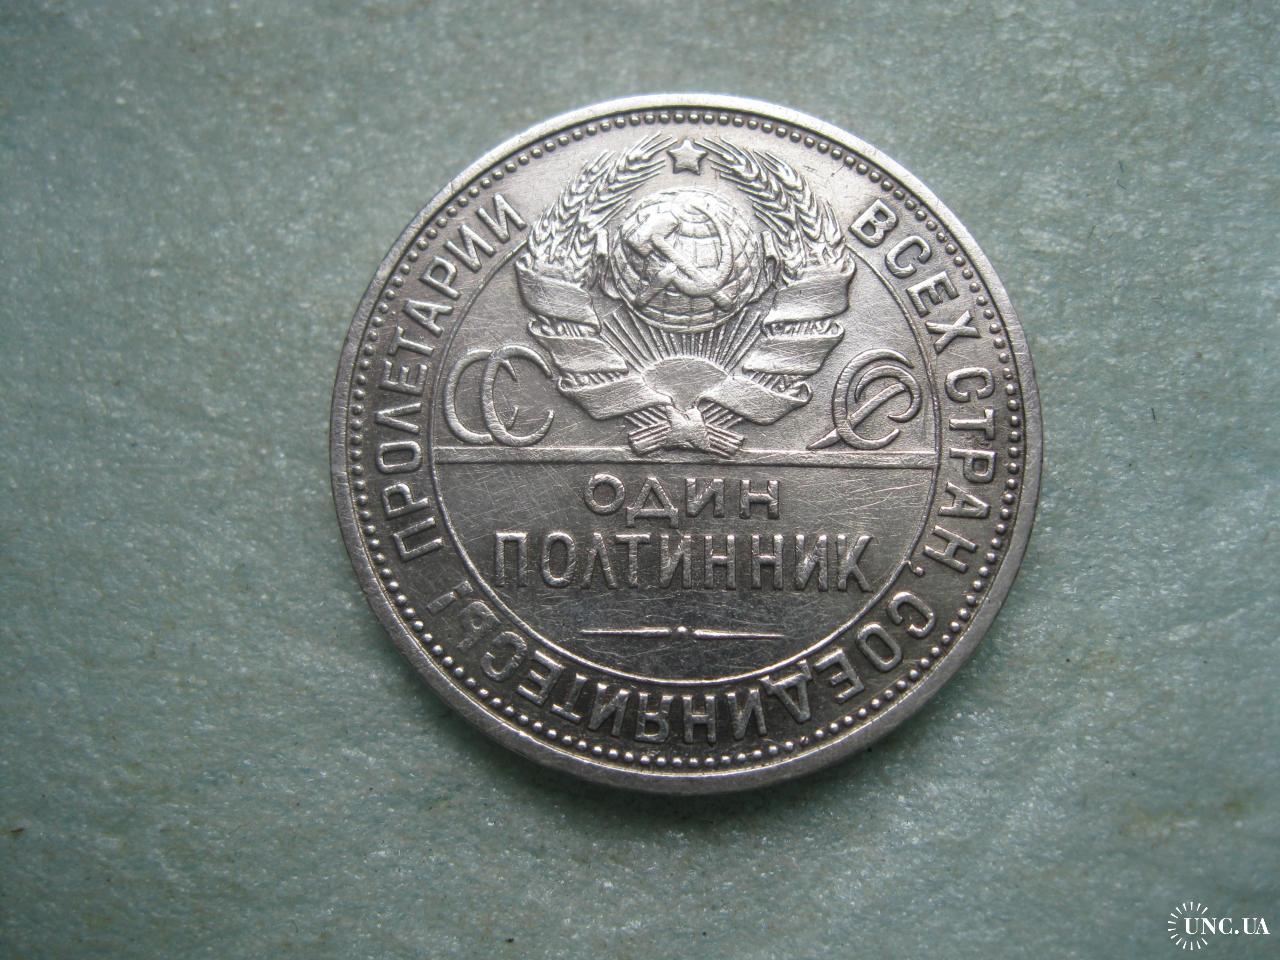 ПРОЛЕТАРИИ ВСЕХ СТРАН, СОЕДИНЯЙТЕСЬ!
СС СР
ОДИН
ПОЛТИННИК
UNC.UA